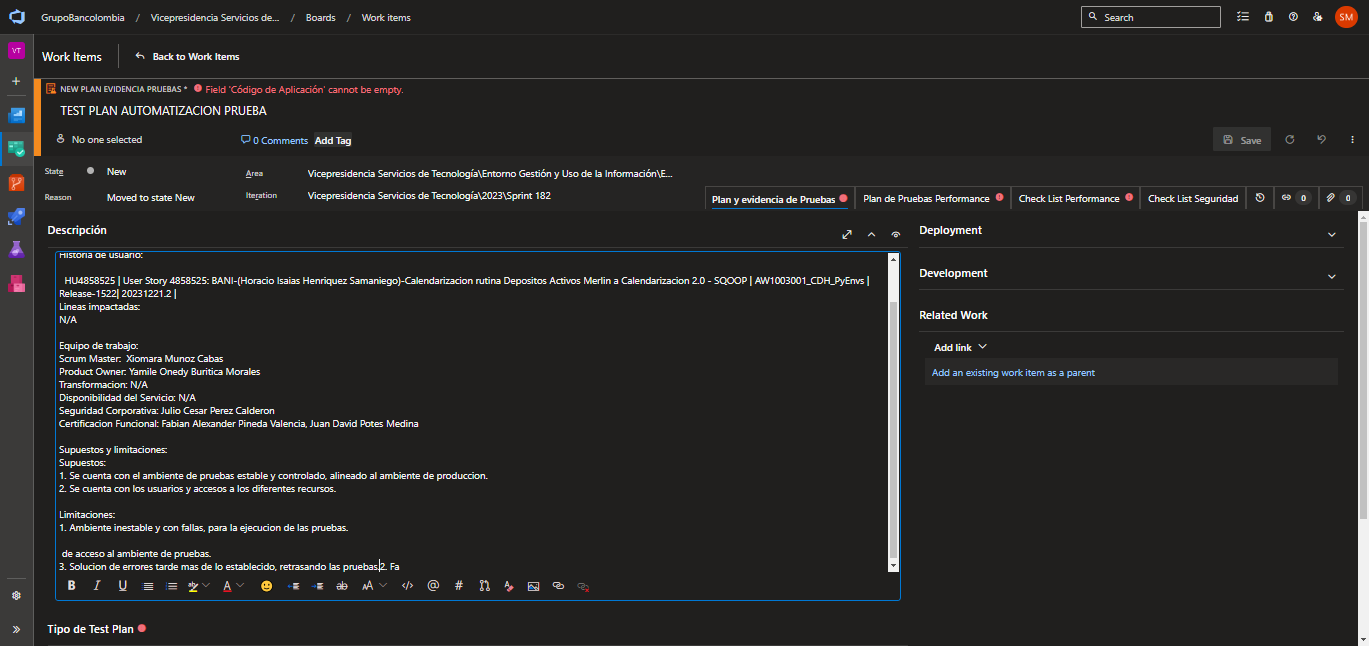 GrupoBancolombia / Vicepresidencia Servicios de... / Boards / Work items
Search
SM
VT
Work Items
Back to Work Items
NEW PLAN EVIDENCIA PRUEBAS * Field 'Código de Aplicación' cannot be empty.
TEST PLAN AUTOMATIZACION PRUEBA
No one selected
0 Comments
Add Tag
Save
State
New
Area
Vicepresidencia Servicios de Tecnología\Entorno Gestión y Uso de la Información\E...
Reason
Moved to state New
Iteration
Vicepresidencia Servicios de Tecnología\2023\Sprint 182
Plan y evidencia de Pruebas
Plan de Pruebas Performance
Check List Performance
Check List Seguridad
0
0
Descripción
Historia de usuario:
HU4858525 | User Story 4858525: BANI-(Horacio Isaias Henriquez Samaniego)-Calendarizacion rutina Depositos Activos Merlin a Calendarizacion 2.0 - SQOOP | AW1003001_CDH_PyEnvs |
Release-1522| 20231221.2 |
Lineas impactadas:
N/A
Equipo de trabajo:
Scrum Master:  Xiomara Munoz Cabas
Product Owner: Yamile Onedy Buritica Morales
Transformacion: N/A
Disponibilidad del Servicio: N/A
Seguridad Corporativa: Julio Cesar Perez Calderon
Certificacion Funcional: Fabian Alexander Pineda Valencia, Juan David Potes Medina
Supuestos y limitaciones:
Supuestos:
1. Se cuenta con el ambiente de pruebas estable y controlado, alineado al ambiente de produccion.
2. Se cuenta con los usuarios y accesos a los diferentes recursos.
Limitaciones:
1. Ambiente inestable y con fallas, para la ejecucion de las pruebas.
de acceso al ambiente de pruebas.
3. Solucion de errores tarde mas de lo establecido, retrasando las pruebas.2. Fa
Tipo de Test Plan
Deployment
Development
Related Work
Add link
Add an existing work item as a parent